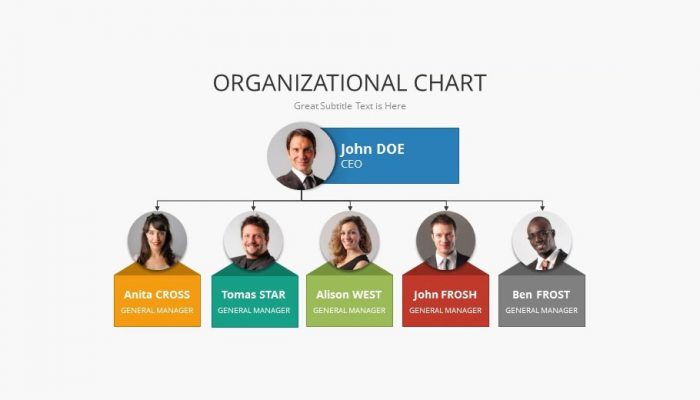 ORGANIZATIONAL CHART
Great Subtitle Text is Here
John DOE
CEO
Anita CROSS
GENERAL MANAGER
Tomas STAR
GENERAL MANAGER
Alison WEST
GENERAL MANAGER
John FROSH
GENERAL MANAGER
Ben FROST
GENERAL MANAGER